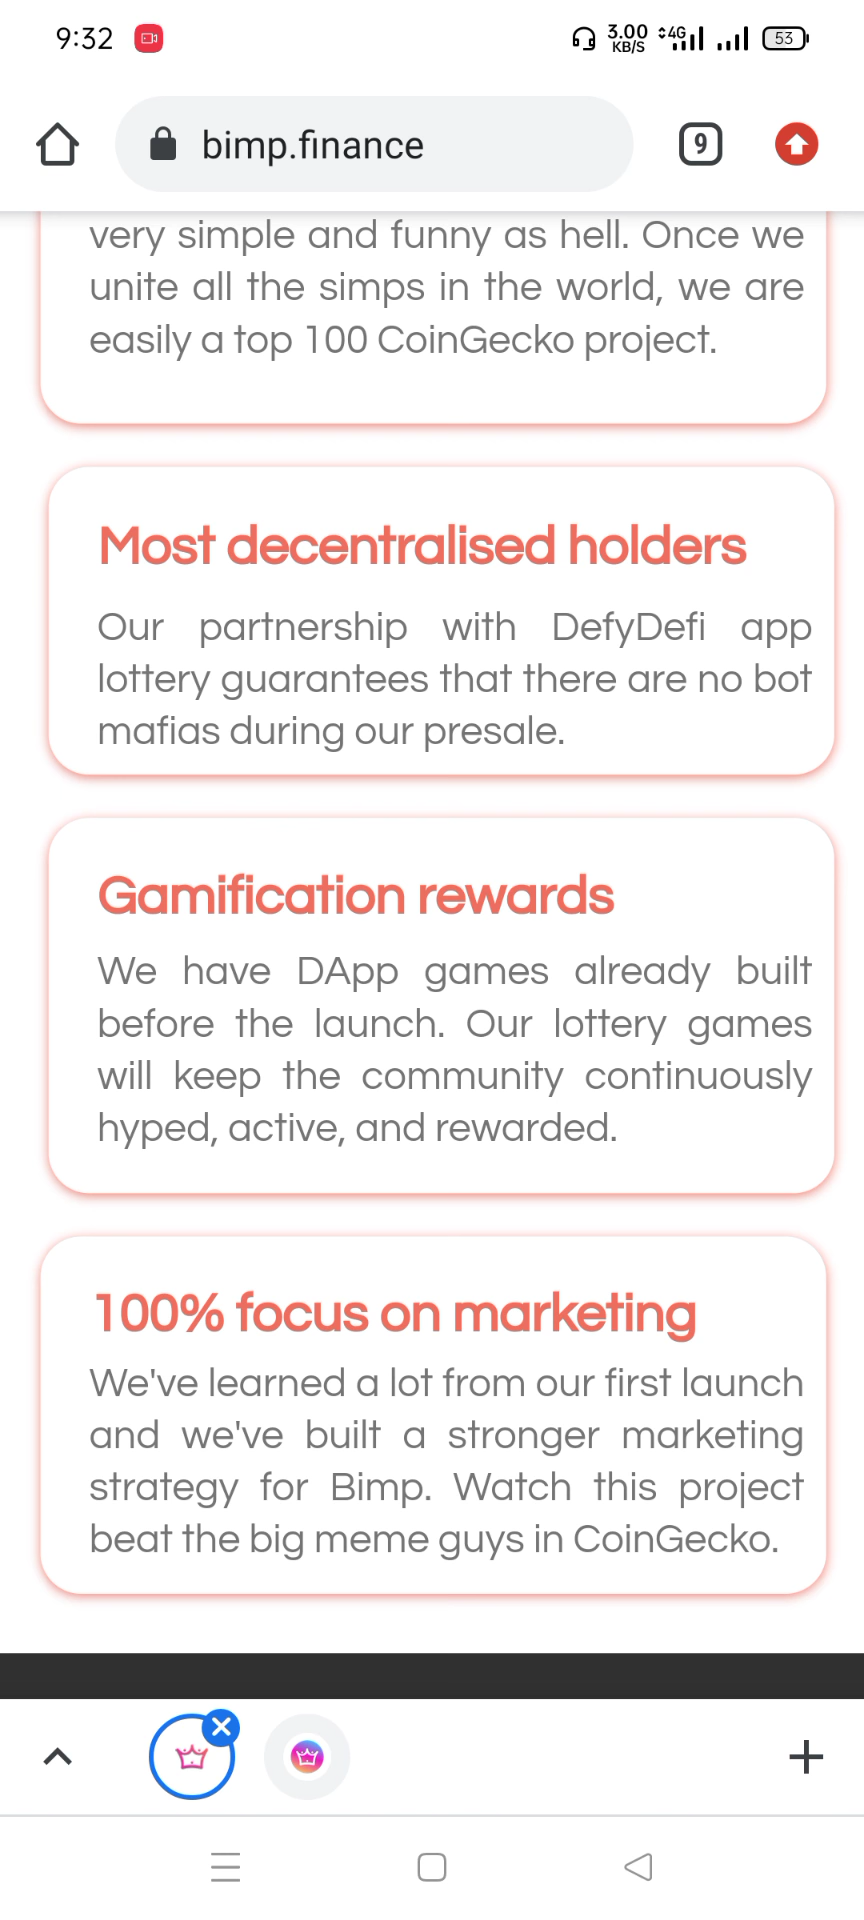 9:32
3.00
KB/S
4G
53
bimp.finance
9
very simple and funny as hell. Once we
unite all the simps in the world, we are
easily a top 100 CoinGecko project.
Most decentralised holders
Our partnership with DefyDefi app
lottery guarantees that there are no bot
mafias during our presale.
Gamification rewards
We have DApp games already built
before the launch. Our lottery games
will keep the community continuously
hyped, active, and rewarded.
100% focus on marketing
We've learned a lot from our first launch
and we've built a stronger marketing
strategy for Bimp. Watch this project
beat the big meme guys in CoinGecko.